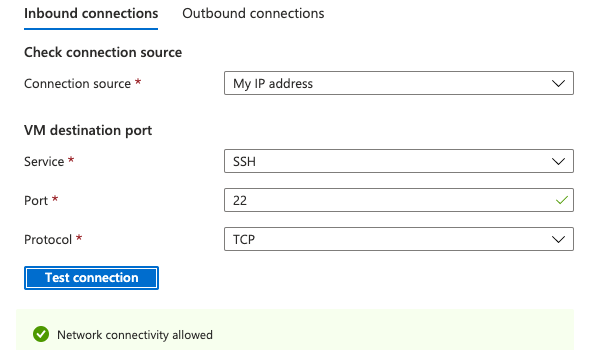 Inbound connections Outbound connections
Check connection source
Connection source * My IP address
VM destination port
Service * SSH
Port * 22
Protocol * TCP
Test connection
Network connectivity allowed